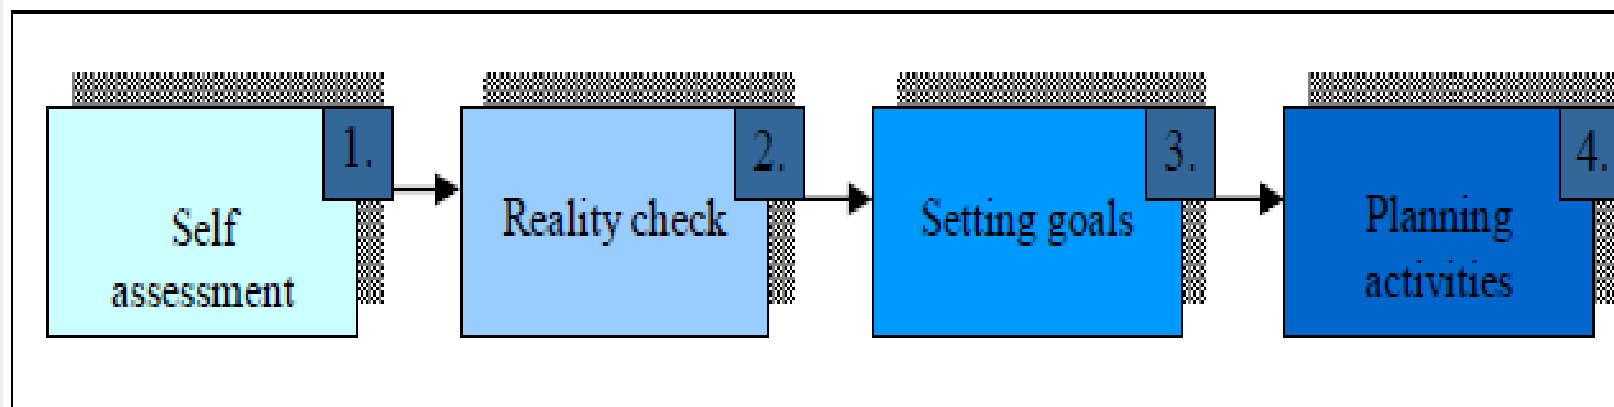 1.
Self
assessment
2.
Reality check
3.
Setting goals
4.
Planning
activities